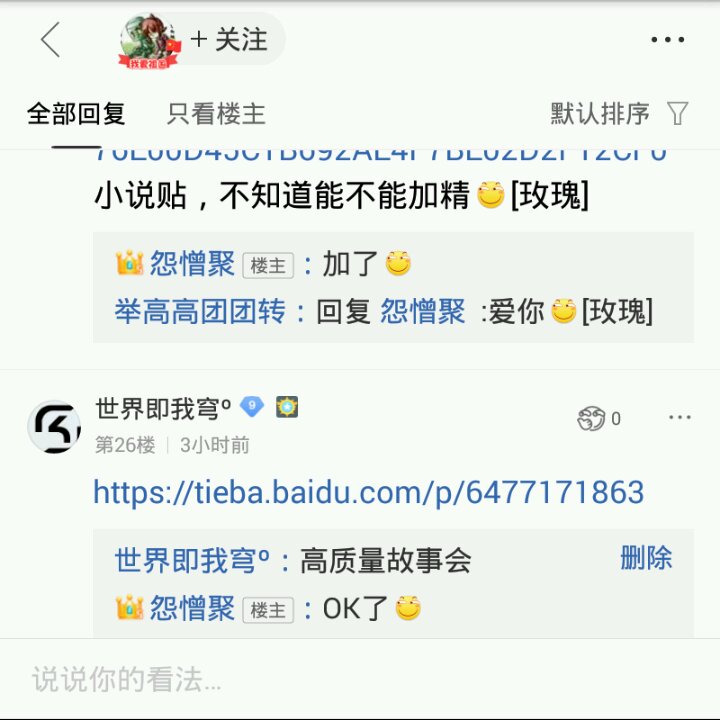 我爱祖国
+ 关注
全部回复 只看楼主 默认排序
小说贴，不知道能不能加精[玫瑰]
怨憎聚 楼主：加了
举高高团团转：回复 怨憎聚 :爱你[玫瑰]
世界即我穹º 9
0
第26楼 | 3小时前
https://tieba.baidu.com/p/6477171863
世界即我穹º：高质量故事会 删除
怨憎聚 楼主：OK了
说说你的看法...